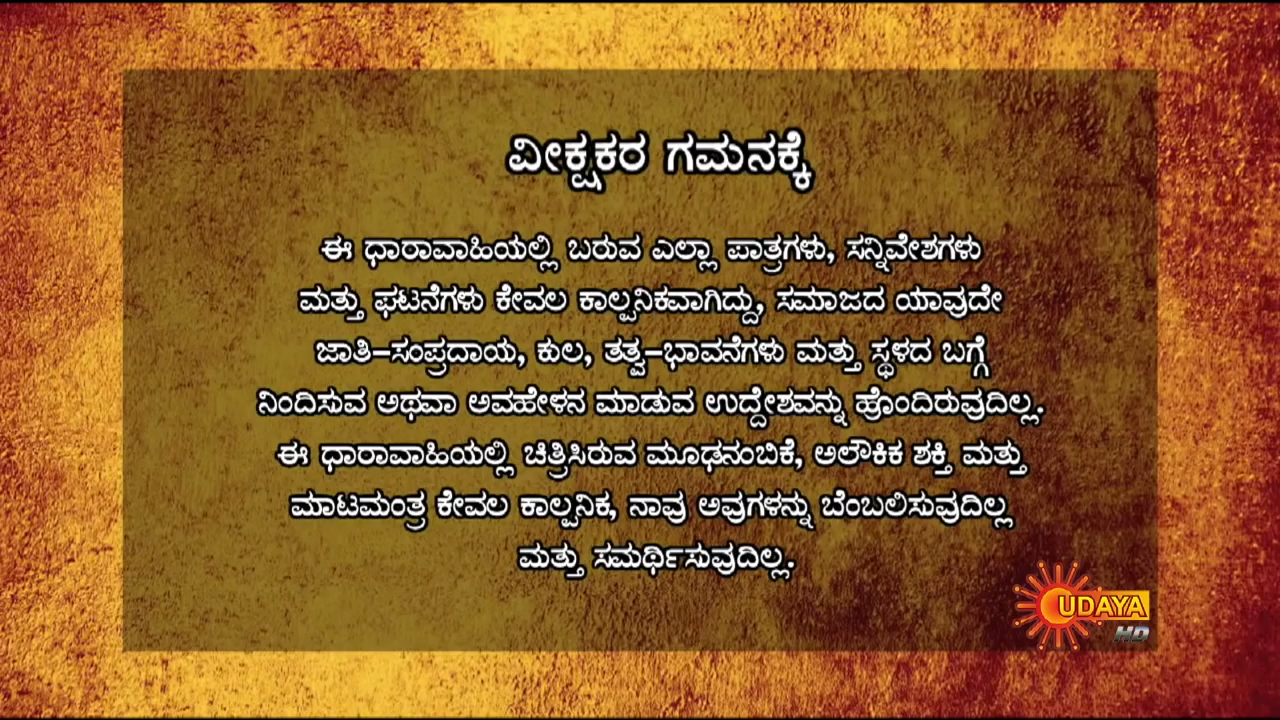 ವೀಕ್ಷಕರ ಗಮನಕ್ಕೆ
ಈ ಧಾರಾವಾಹಿಯಲ್ಲಿ ಬರುವ ಎಲ್ಲಾ ಪಾತ್ರಗಳು, ಸನ್ನಿವೇಶಗಳು
ಮತ್ತು ಘಟನೆಗಳು ಕೇವಲ ಕಾಲ್ಪನಿಕವಾಗಿದ್ದು, ಸಮಾಜದ ಯಾವುದೇ
ಜಾತಿ-ಸಂಪ್ರದಾಯ, ಕುಲ, ತತ್ವ-ಭಾವನೆಗಳು ಮತ್ತು ಸ್ಥಳದ ಬಗ್ಗೆ
ನಿಂದಿಸುವ ಅಥವಾ ಅವಹೇಳನ ಮಾಡುವ ಉದ್ದೇಶವನ್ನು ಹೊಂದಿರುವುದಿಲ್ಲ.
ಈ ಧಾರಾವಾಹಿಯಲ್ಲಿ ಚಿತ್ರಿಸಿರುವ ಮೂಢನಂಬಿಕೆ, ಅಲೌಕಿಕ ಶಕ್ತಿ ಮತ್ತು
ಮಾಟಮಂತ್ರ ಕೇವಲ ಕಾಲ್ಪನಿಕ, ನಾವು ಅವುಗಳನ್ನು ಬೆಂಬಲಿಸುವುದಿಲ್ಲ
ಮತ್ತು ಸಮರ್ಥಿಸುವುದಿಲ್ಲ.
UDAYA
HD